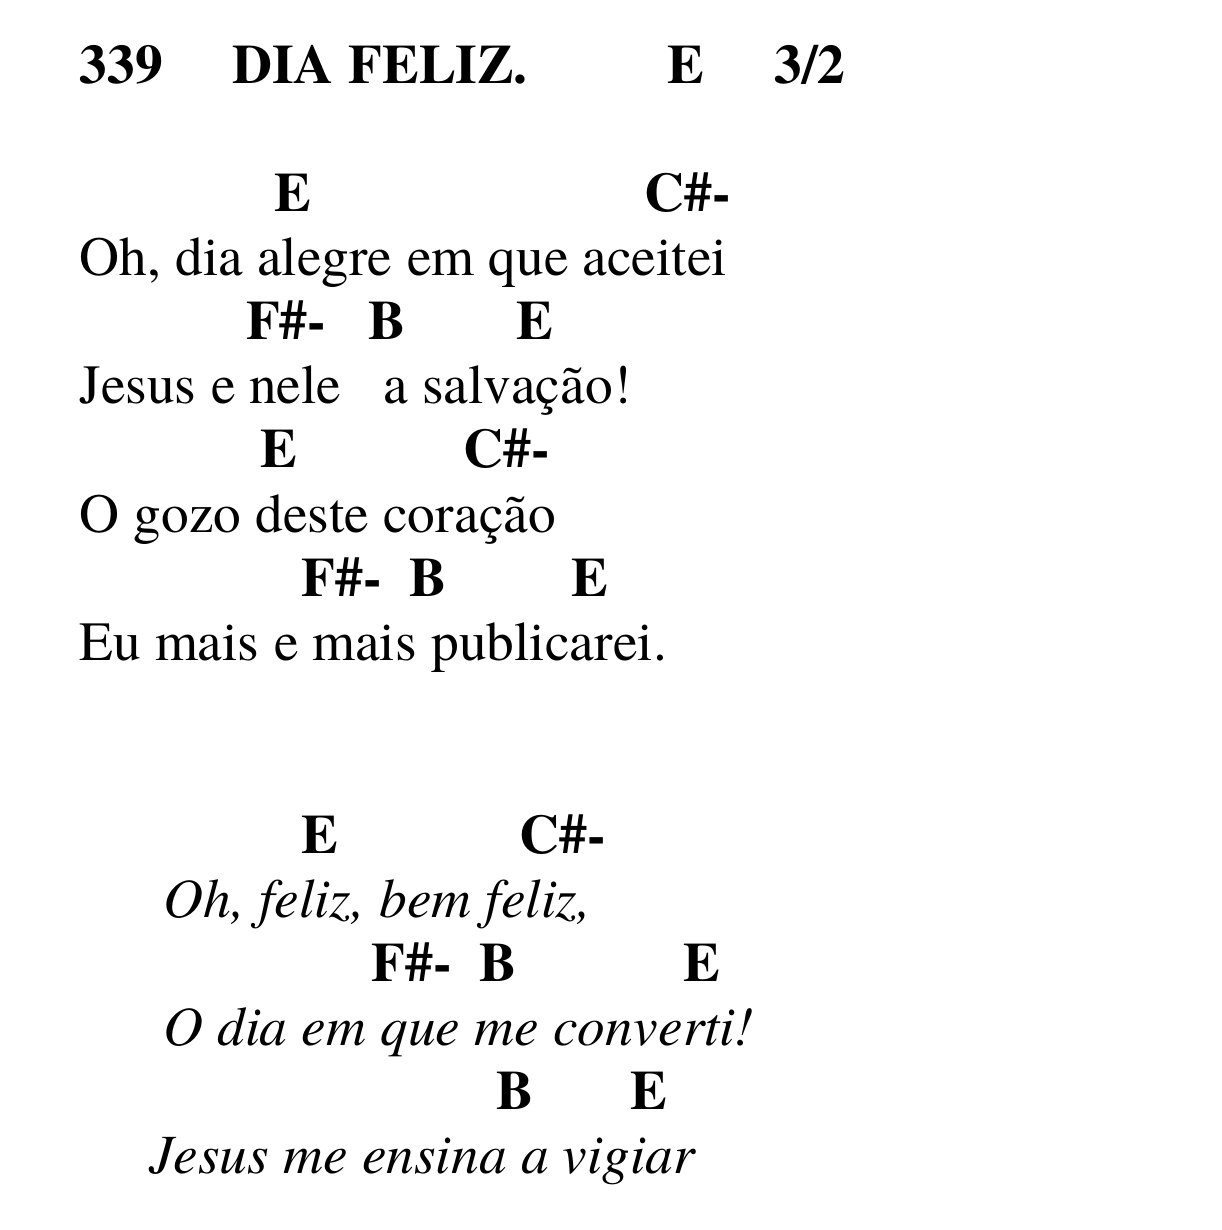 339 DIA FELIZ. E 3/2
E C#-
Oh, dia alegre em que aceitei
F#- B E
Jesus e nele a salvação!
E C#-
O gozo deste coração
F#- B E
Eu mais e mais publicarei.
E C#-
Oh, feliz, bem feliz,
F#- B E
O dia em que me converti!
B E
Jesus me ensina a vigiar